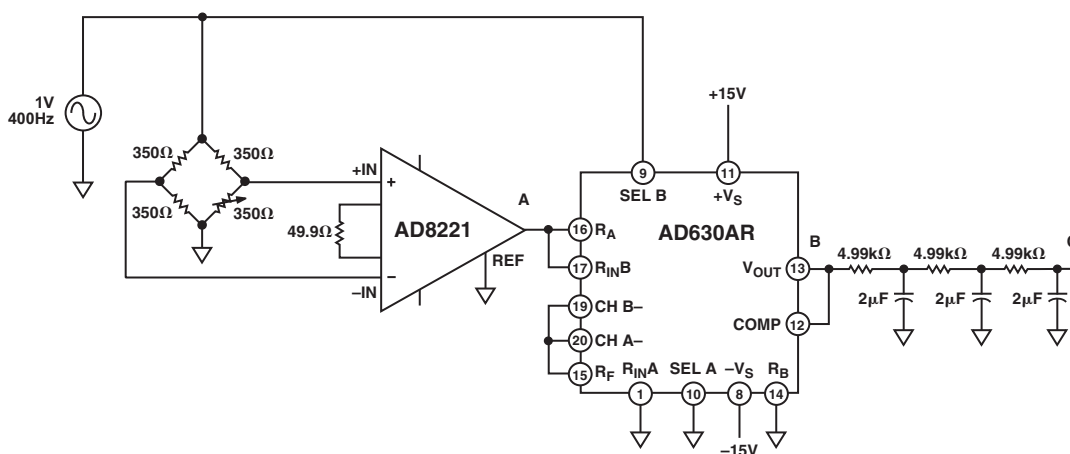 1V
400Hz
350Ω
350Ω
350Ω
350Ω
49.9Ω
+IN
+
AD8221
–
–IN
REF
A
+15V
9
SEL B
11
+VS
16
RA
AD630AR
17
RINB
19
CH B–
20
CH A–
15
RF
RINA
SEL A
–VS
RB
1
10
8
14
–15V
B
VOUT
13
COMP
12
4.99kΩ
4.99kΩ
4.99kΩ
2μF
2μF
2μF